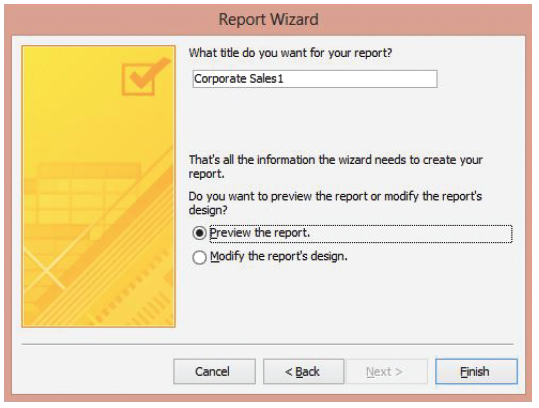 Report Wizard
What title do you want for your report?
Corporate Sales1
That's all the information the wizard needs to create your
report.
Do you want to preview the report or modify the report's
design?
Preview the report.
Modify the report's design.
Cancel
< Back
Next >
Finish